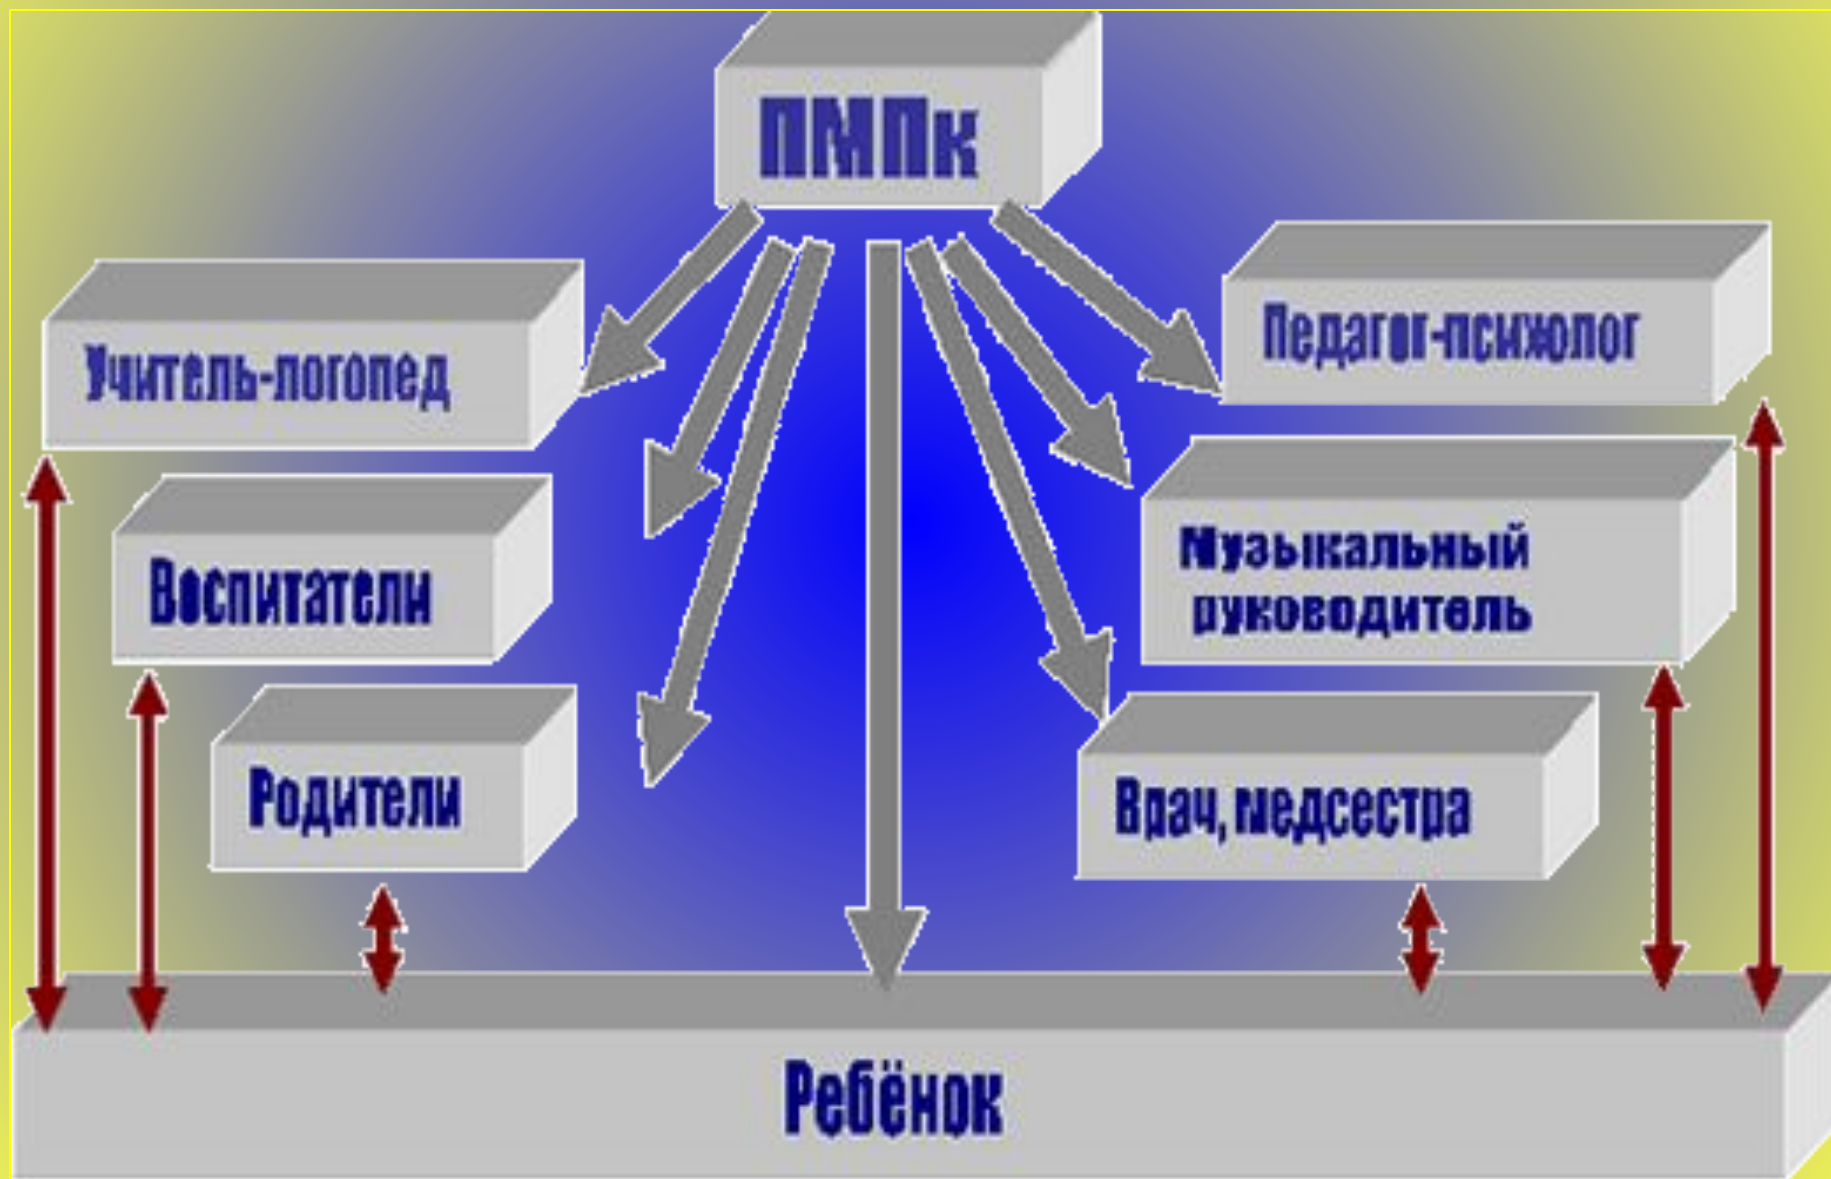 ПМПк
Учитель-логопед
Педагог-психолог
Воспитатели
Музыкальный
руководитель
Родители
Врач, медсестра
Ребёнок